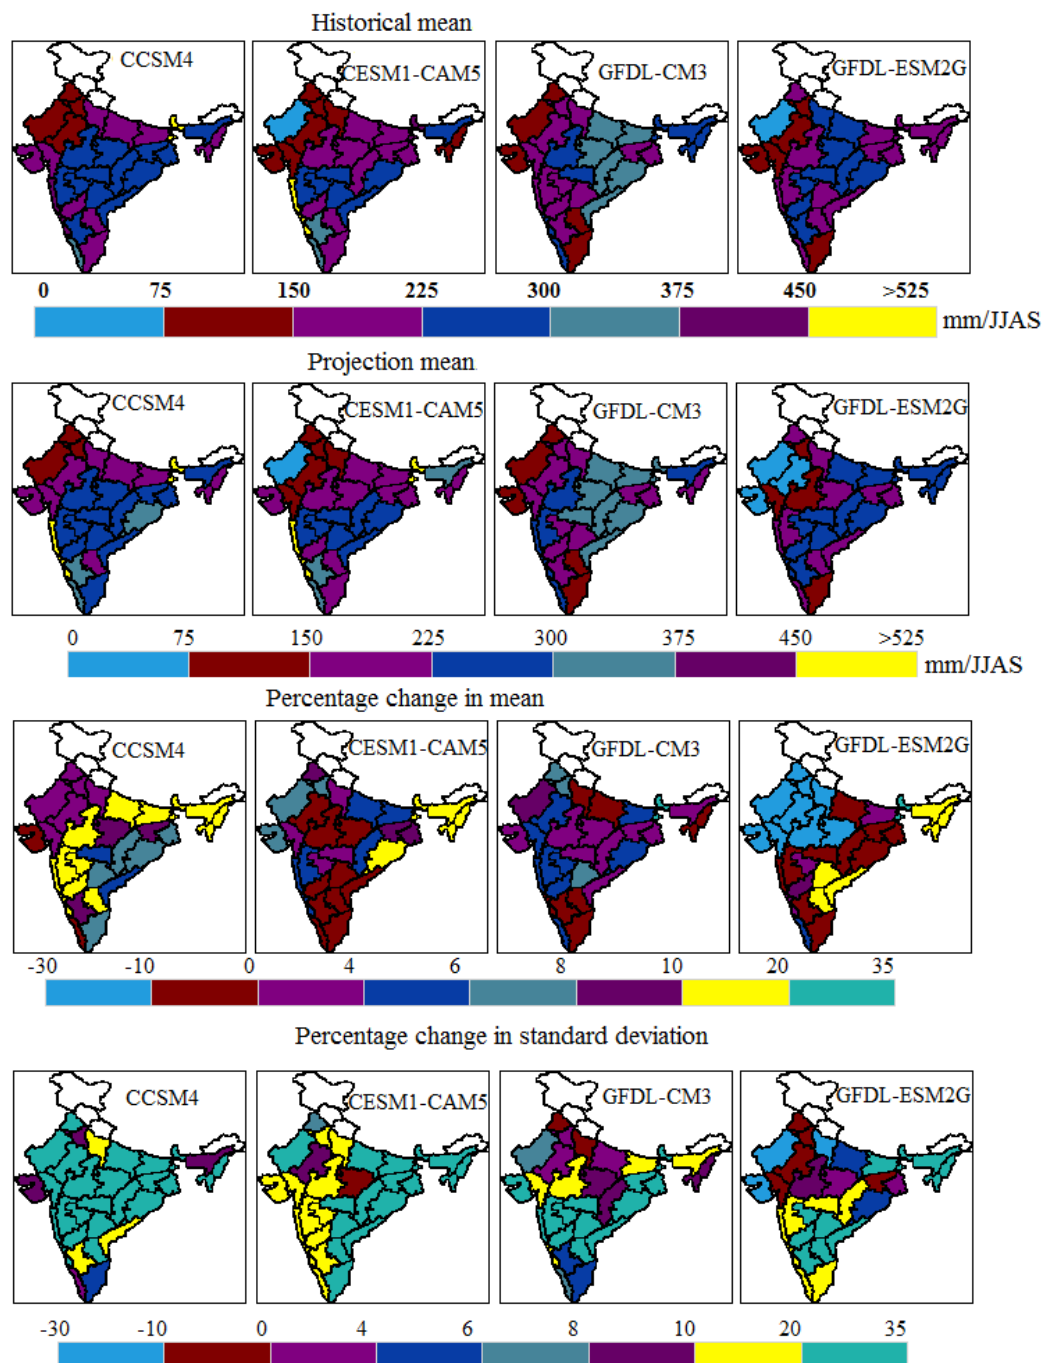 Historical mean
CCSM4 CESM1-CAM5 GFDL-CM3 GFDL-ESM2G
0 75 150 225 300 375 450 >525
mm/JJAS
Projection mean
CCSM4 CESM1-CAM5 GFDL-CM3 GFDL-ESM2G
0 75 150 225 300 375 450 >525
mm/JJAS
Percentage change in mean
CCSM4 CESM1-CAM5 GFDL-CM3 GFDL-ESM2G
-30 -10 0 4 6 8 10 20 35
Percentage change in standard deviation
CCSM4 CESM1-CAM5 GFDL-CM3 GFDL-ESM2G
-30 -10 0 4 6 8 10 20 35